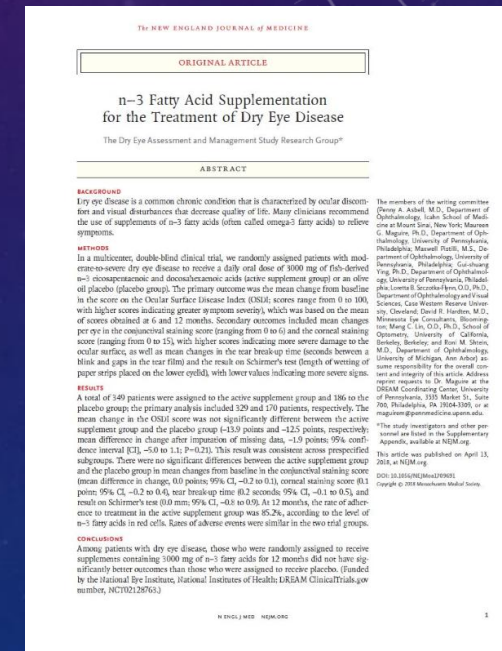 The NEW ENGLAND JOURNAL of MEDICINE
ORIGINAL ARTICLE
n–3 Fatty Acid Supplementation
for the Treatment of Dry Eye Disease
The Dry Eye Assessment and Management Study Research Group*
ABSTRACT
BACKGROUND
Dry eye disease is a common chronic condition that is characterized by ocular discom-
fort and visual disturbances that decrease quality of life. Many clinicians recommend
the use of supplements of n–3 fatty acids (often called omega-3 fatty acids) to relieve
symptoms.
METHODS
In a multicenter, double-blind clinical trial, we randomly assigned patients with mod-
erate-to-severe dry eye disease to receive a daily oral dose of 3000 mg of fish-derived
n–3 eicosapentaenoic and docosahexaenoic acids (active supplement group) or an olive
oil placebo (placebo group). The primary outcome was the mean change from baseline
in the score on the Ocular Surface Disease Index (OSDI; scores range from 0 to 100,
with higher scores indicating greater symptom severity), which was based on the mean
of scores obtained at 6 and 12 months. Secondary outcomes included mean changes
per eye in the conjunctival staining score (ranging from 0 to 6) and the corneal staining
score (ranging from 0 to 15), with higher scores indicating more severe damage to the
ocular surface, as well as mean changes in the tear breakup time (seconds between a
blink and gaps in the tear film) and the result on Schirmer's test (length of wetting of
paper strips placed on the lower eyelid), with lower values indicating more severe signs.
RESULTS
A total of 349 patients were assigned to the active supplement group and 186 to the
placebo group; the primary analysis included 329 and 170 patients, respectively. The
mean change in the OSDI score was not significantly different between the active
supplement group and the placebo group (–13.9 points and –12.5 points, respectively;
mean difference in change after imputation of missing data, –1.9 points; 95% confi-
dence interval [CI], –5.0 to 1.1; P=0.21). This result was consistent across prespecified
subgroups. There were no significant differences between the active supplement group
and the placebo group in mean changes from baseline in the conjunctival staining score
(mean difference in change, 0.0 points; 95% CI, –0.2 to 0.1), corneal staining score (0.1
point; 95% CI, –0.2 to 0.4), tear breakup time (0.2 seconds; 95% CI, –0.1 to 0.5), and
result on Schirmer's test (0.0 mm; 95% CI, –0.8 to 0.9). At 12 months, the rate of adher-
ence to treatment in the active supplement group was 85.2%, according to the level of
n–3 fatty acids in red cells. Rates of adverse events were similar in the two trial groups.
CONCLUSIONS
Among patients with dry eye disease, those who were randomly assigned to receive
supplements containing 3000 mg of n–3 fatty acids for 12 months did not have sig-
nificantly better outcomes than those who were assigned to receive placebo. (Funded
by the National Eye Institute, National Institutes of Health; DREAM ClinicalTrials.gov
number, NCT02128763.)
The members of the writing committee
(Penny A. Asbell, M.D., Department of
Ophthalmology, Icahn School of Medi-
cine at Mount Sinai, New York; Maureen
G. Maguire, Ph.D., Department of Oph-
thalmology, University of Pennsylvania,
Philadelphia; Maxwell Pistilli, M.S., De-
partment of Ophthalmology, University of
Pennsylvania, Philadelphia; Gui-shuang
Ying, Ph.D., Department of Ophthalmol-
ogy, University of Pennsylvania, Philadel-
phia; Loretta B. Szczotka-Flynn, O.D., Ph.D.,
Department of Ophthalmology and Visual
Sciences, Case Western Reserve Univer-
sity, Cleveland; David R. Hardten, M.D.,
Minnesota Eye Consultants, Blooming-
ton; Meng C. Lin, O.D., Ph.D., School of
Optometry, University of California,
Berkeley, Berkeley; and Roni M. Shtein,
M.D., Department of Ophthalmology,
University of Michigan, Ann Arbor) as-
sume responsibility for the overall con-
tent and integrity of this article. Address
reprint requests to Dr. Maguire at the
DREAM Coordinating Center, University
of Pennsylvania, 3535 Market St., Suite
700, Philadelphia, PA 19104-3309, or at
maguirem@pennmedicine.upenn.edu.
*The study investigators and other per-
sonnel are listed in the Supplementary
Appendix, available at NEJM.org.
This article was published on April 13,
2018, at NEJM.org.
DOI: 10.1056/NEJMoa1709691
Copyright © 2018 Massachusetts Medical Society.
N ENGL J MED NEJM.ORG
1